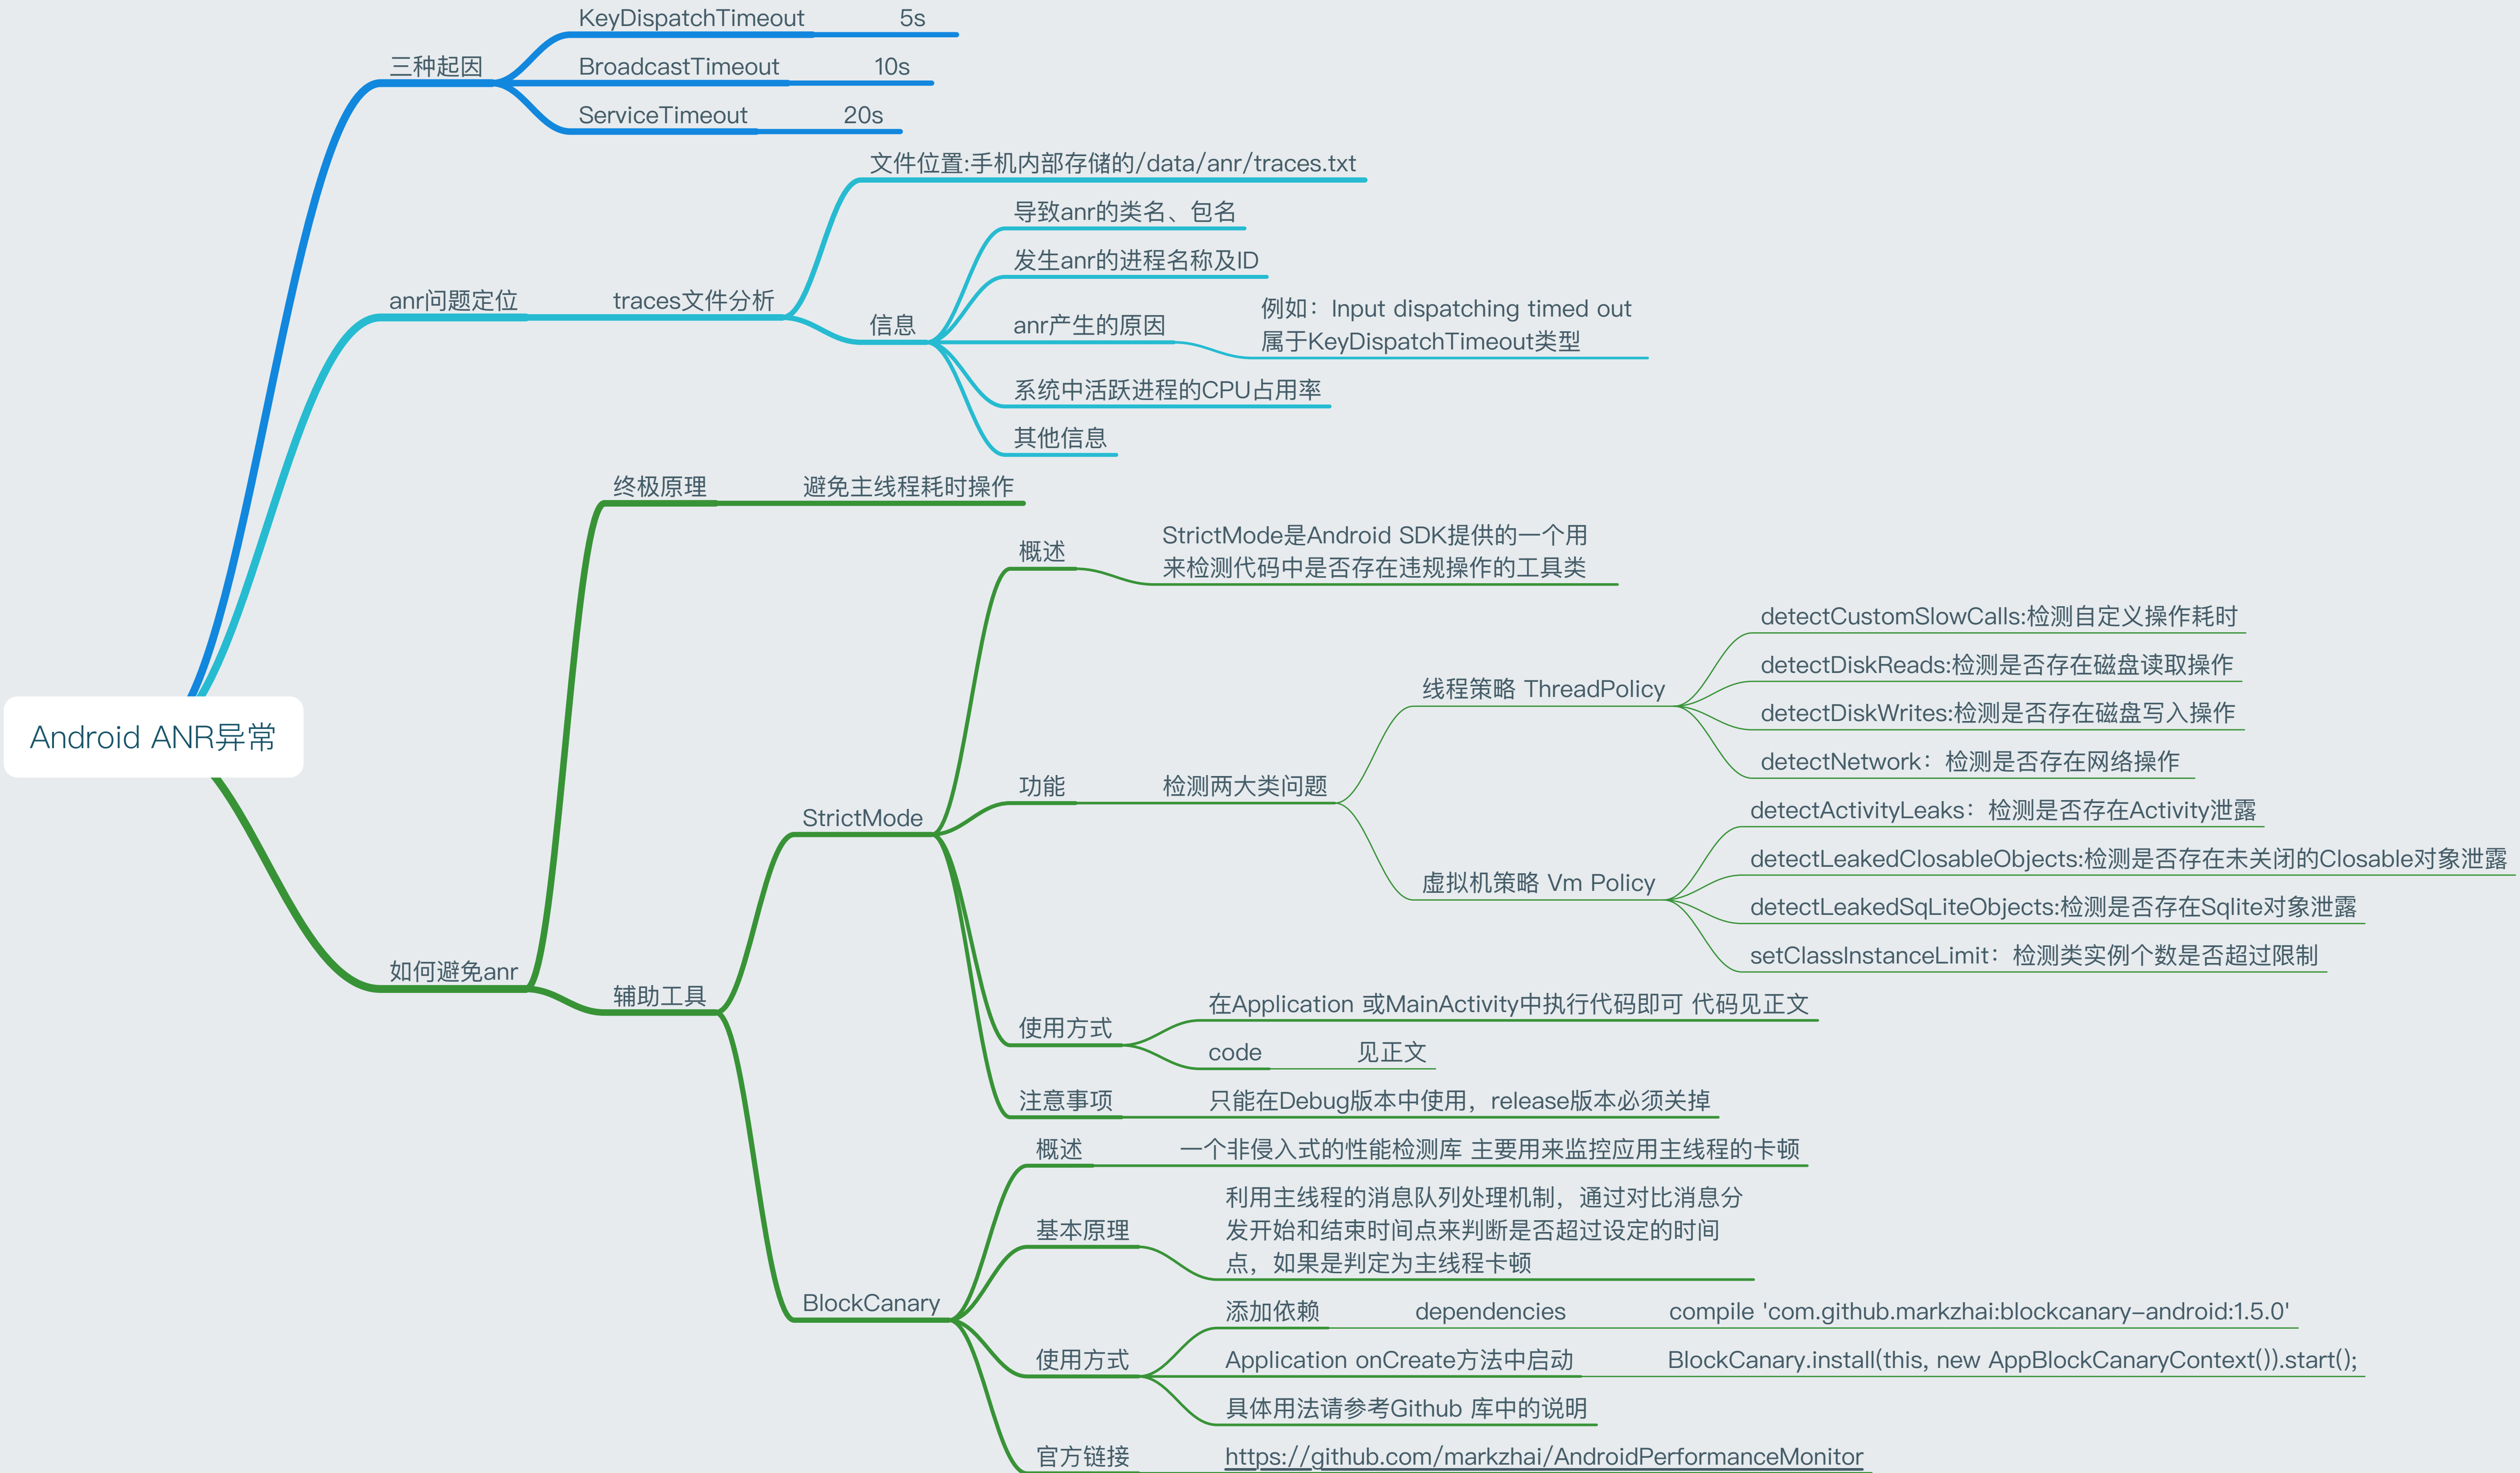 Android ANR异常
三种起因
KeyDispatchTimeout 5s
BroadcastTimeout 10s
ServiceTimeout 20s
anr问题定位
traces文件分析
文件位置:手机内部存储的/data/anr/traces.txt
信息
导致anr的类名、包名
发生anr的进程名称及ID
anr产生的原因
例如：Input dispatching timed out
属于KeyDispatchTimeout类型
系统中活跃进程的CPU占用率
其他信息
如何避免anr
终极原理
避免主线程耗时操作
辅助工具
StrictMode
概述
StrictMode是Android SDK提供的一个用
来检测代码中是否存在违规操作的工具类
功能
检测两大类问题
线程策略 ThreadPolicy
detectCustomSlowCalls:检测自定义操作耗时
detectDiskReads:检测是否存在磁盘读取操作
detectDiskWrites:检测是否存在磁盘写入操作
detectNetwork：检测是否存在网络操作
虚拟机策略 Vm Policy
detectActivityLeaks：检测是否存在Activity泄露
detectLeakedClosableObjects:检测是否存在未关闭的Closable对象泄露
detectLeakedSqLiteObjects:检测是否存在Sqlite对象泄露
setClassInstanceLimit：检测类实例个数是否超过限制
使用方式
在Application 或MainActivity中执行代码即可 代码见正文
code 见正文
注意事项
只能在Debug版本中使用，release版本必须关掉
BlockCanary
概述
一个非侵入式的性能检测库 主要用来监控应用主线程的卡顿
基本原理
利用主线程的消息队列处理机制，通过对比消息分
发开始和结束时间点来判断是否超过设定的时间
点，如果是判定为主线程卡顿
使用方式
添加依赖 dependencies compile 'com.github.markzhai:blockcanary-android:1.5.0'
Application onCreate方法中启动 BlockCanary.install(this, new AppBlockCanaryContext()).start();
具体用法请参考Github 库中的说明
官方链接
https://github.com/markzhai/AndroidPerformanceMonitor